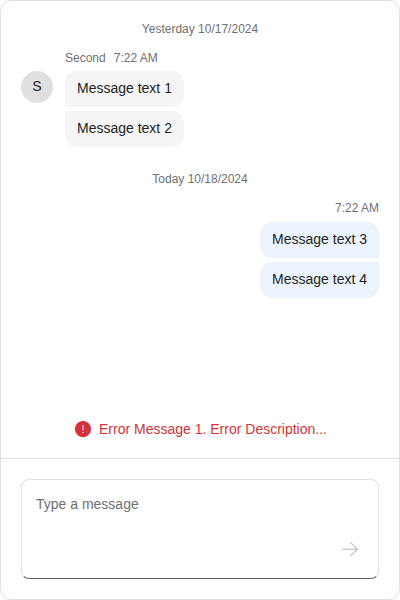 Yesterday 10/17/2024
Second 7:22 AM
S
Message text 1
Message text 2
Today 10/18/2024
7:22 AM
Message text 3
Message text 4
! Error Message 1. Error Description...
Type a message